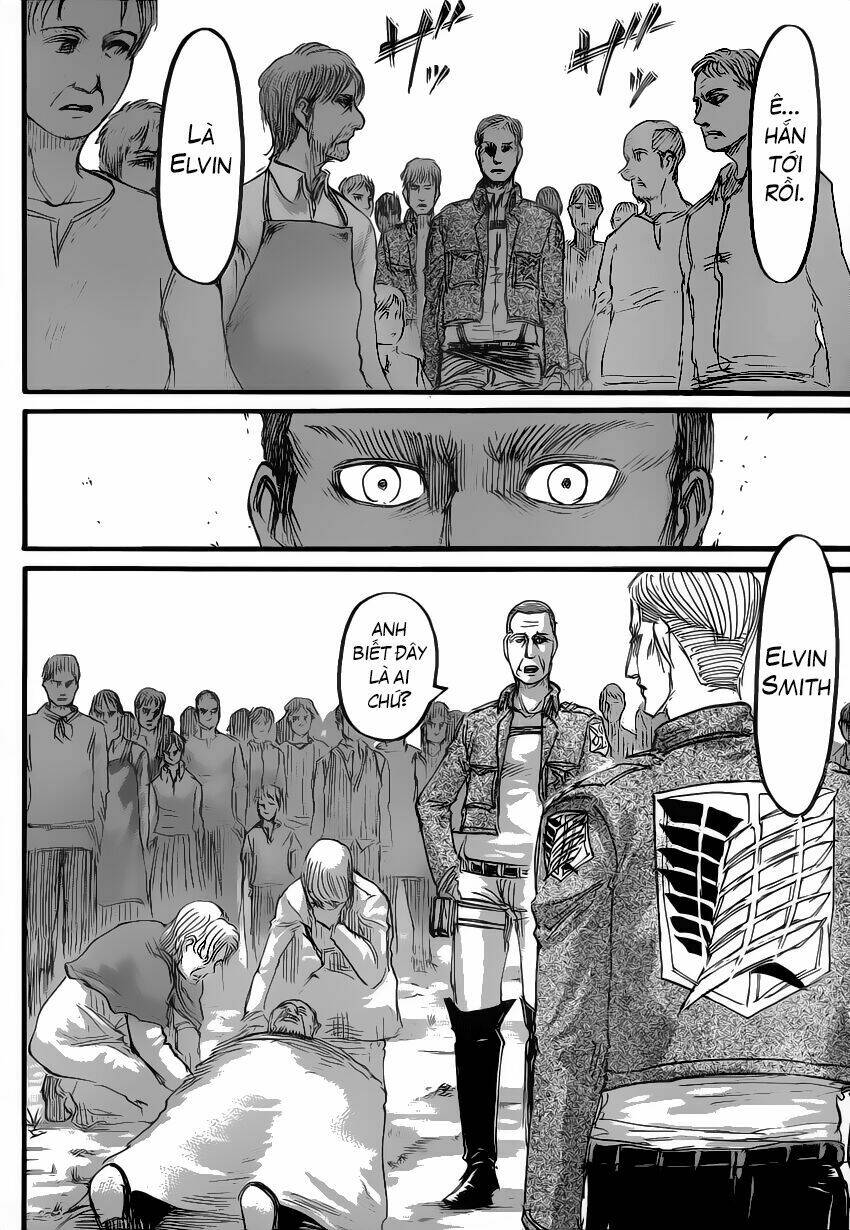 Ê...
HẮN
TỚI
RỒI.
LÀ
ELVIN
ELVIN
SMITH
ANH
BIẾT ĐÂY
LÀ AI
CHỨ?